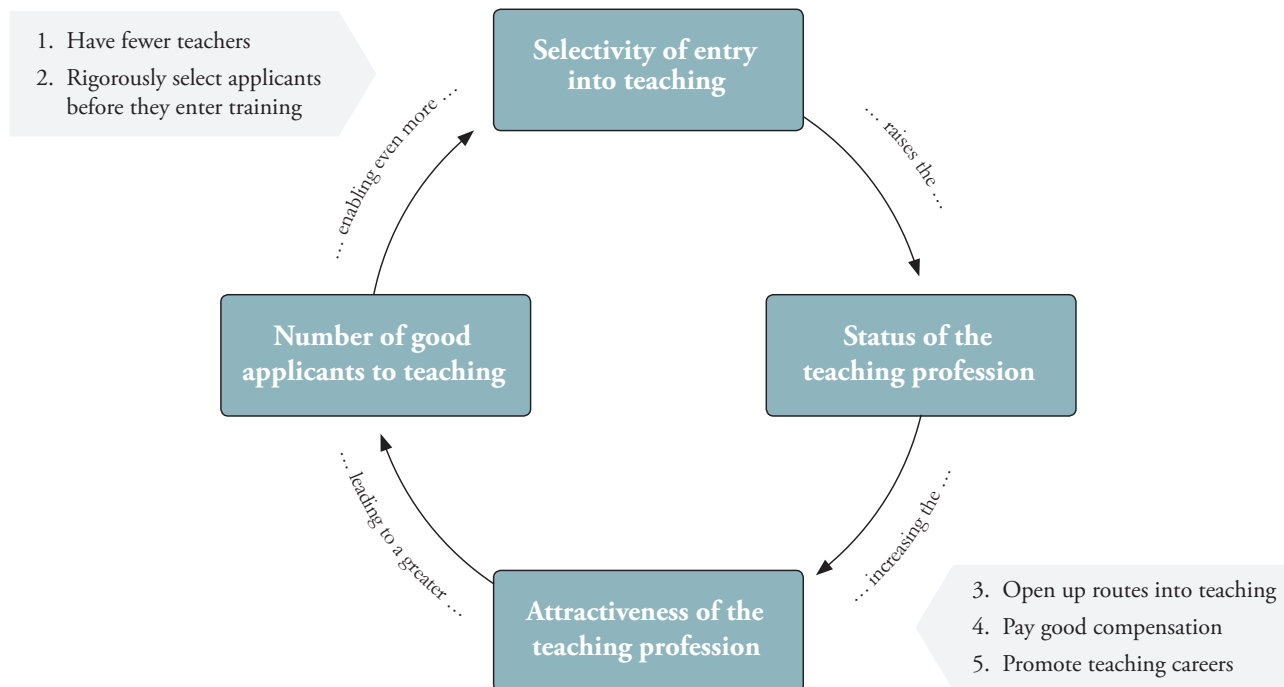 1. Have fewer teachers
2. Rigorously select applicants
before they enter training
Selectivity of entry
into teaching
… raises the …
Status of the
teaching profession
… increasing the …
3. Open up routes into teaching
4. Pay good compensation
5. Promote teaching careers
Attractiveness of the
teaching profession
… leading to a greater …
Number of good
applicants to teaching
… enabling even more …